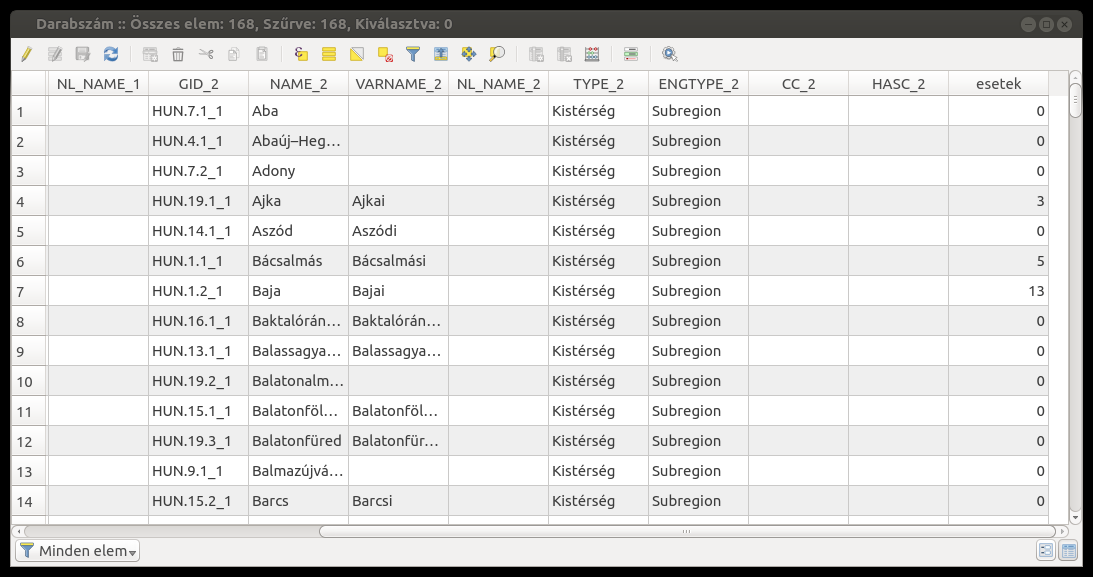 Darabszám :: Összes elem: 168, Szűrve: 168, Kiválasztva: 0
NL_NAME_1 GID_2 NAME_2 VARNAME_2 NL_NAME_2 TYPE_2 ENGTYPE_2 CC_2 HASC_2 esetek
1 HUN.7.1_1 Aba Kistérség Subregion 0
2 HUN.4.1_1 Abaúj–Heg... Kistérség Subregion 0
3 HUN.7.2_1 Adony Kistérség Subregion 0
4 HUN.19.1_1 Ajka Ajkai Kistérség Subregion 3
5 HUN.14.1_1 Aszód Aszódi Kistérség Subregion 0
6 HUN.1.1_1 Bácsalmás Bácsalmási Kistérség Subregion 5
7 HUN.1.2_1 Baja Bajai Kistérség Subregion 13
8 HUN.16.1_1 Baktalórán... Baktalórán... Kistérség Subregion 0
9 HUN.13.1_1 Balassagya... Balassagya... Kistérség Subregion 0
10 HUN.19.2_1 Balatonalm... Kistérség Subregion 0
11 HUN.15.1_1 Balatonföl... Balatonföl... Kistérség Subregion 0
12 HUN.19.3_1 Balatonfüred Balatonfür... Kistérség Subregion 0
13 HUN.9.1_1 Balmazújvá... Kistérség Subregion 0
14 HUN.15.2_1 Barcs Barcsi Kistérség Subregion 0
Minden elem